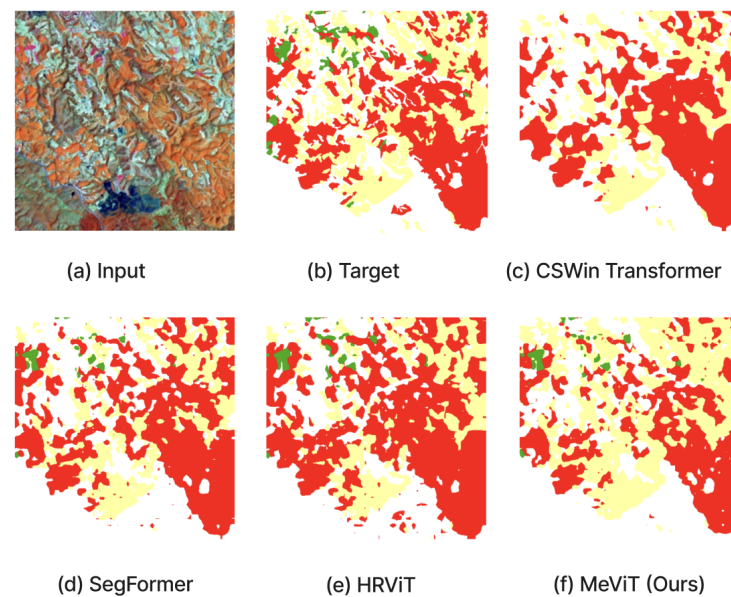 (a) Input
(b) Target
(c) CSWin Transformer
(d) SegFormer
(e) HRViT
(f) MeViT (Ours)